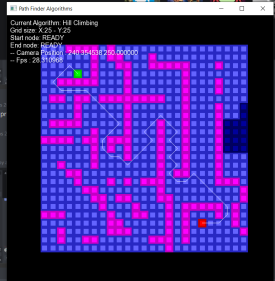 Path Finder Algorithms
Current Algorithm: Hill Climbing
Grid size: X:25 - Y:25
Start node: READY
End node: READY
-- Camera Position : 240.354538 250.000000
-- Fps : 28.310968